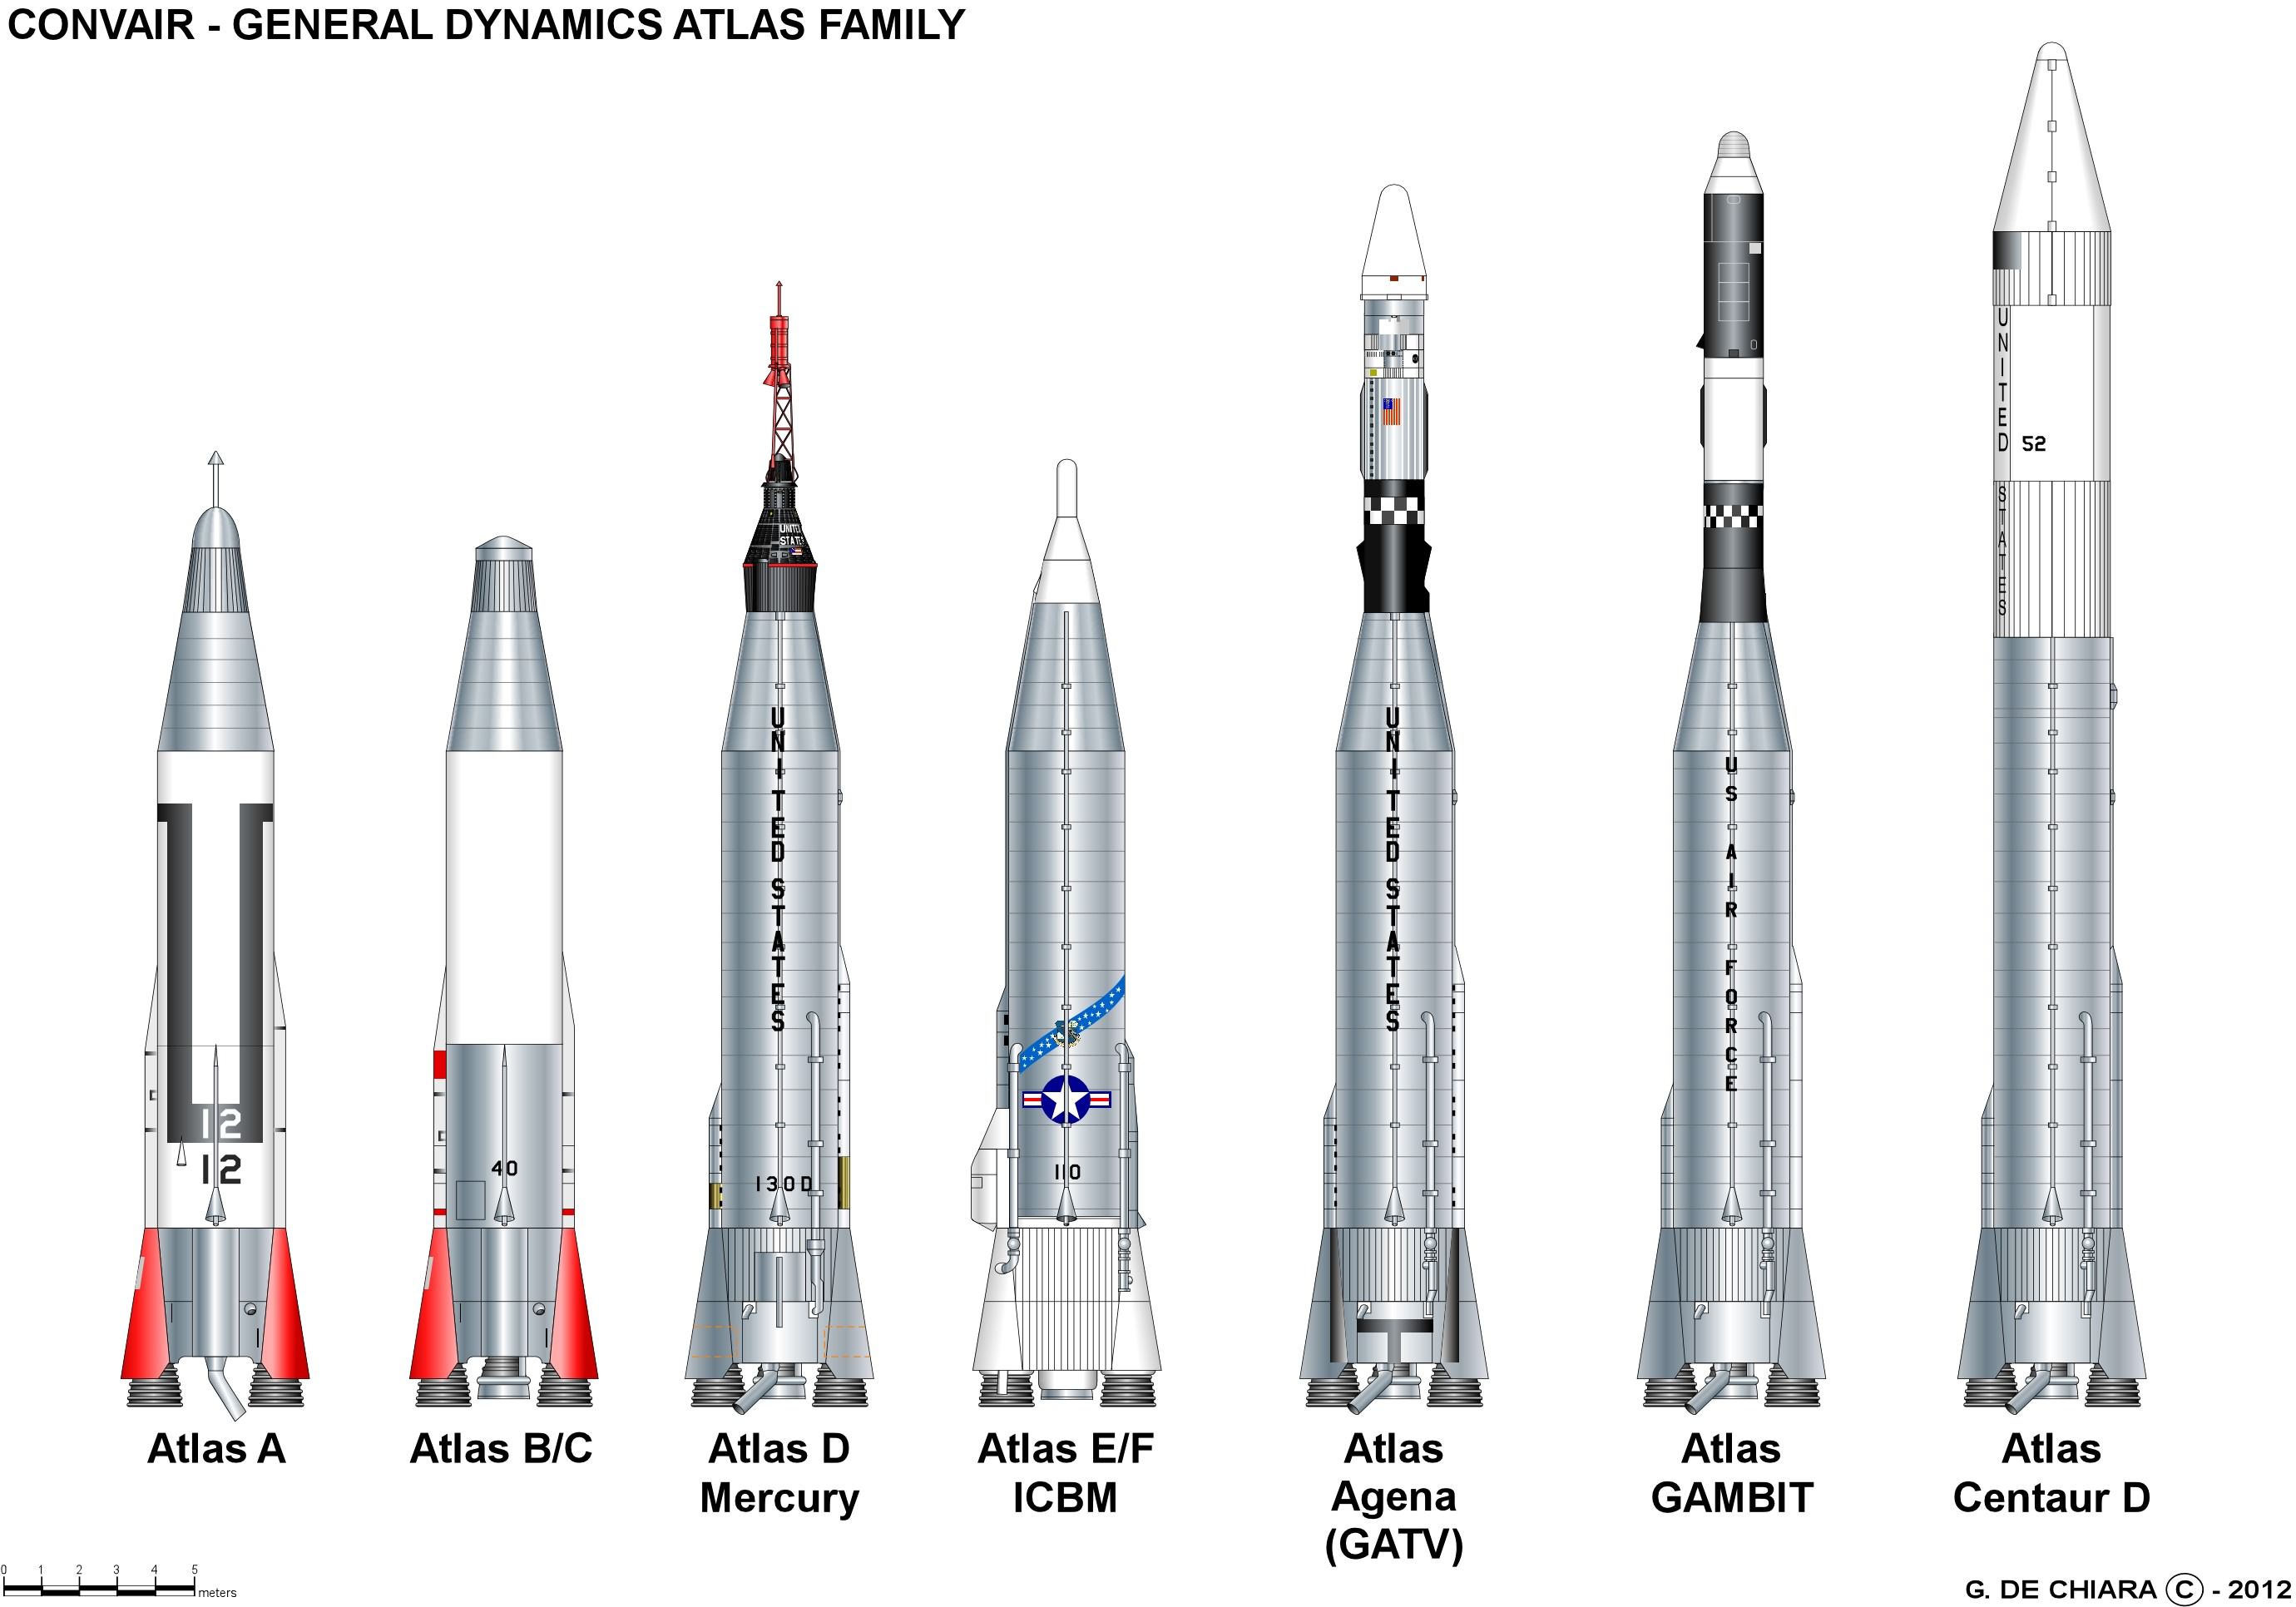 CONVAIR - GENERAL DYNAMICS ATLAS FAMILY
UNITED
STATES
UNITED
52
STATES
UNITED STATES
UNITED STATES
US AIR FORCE
12
12
40
130D
110
Atlas A
Atlas B/C
Atlas D
Mercury
Atlas E/F
ICBM
Atlas
Agena
(GATV)
Atlas
GAMBIT
Atlas
Centaur D
0 1 2 3 4 5
meters
G. DE CHIARA © - 2012